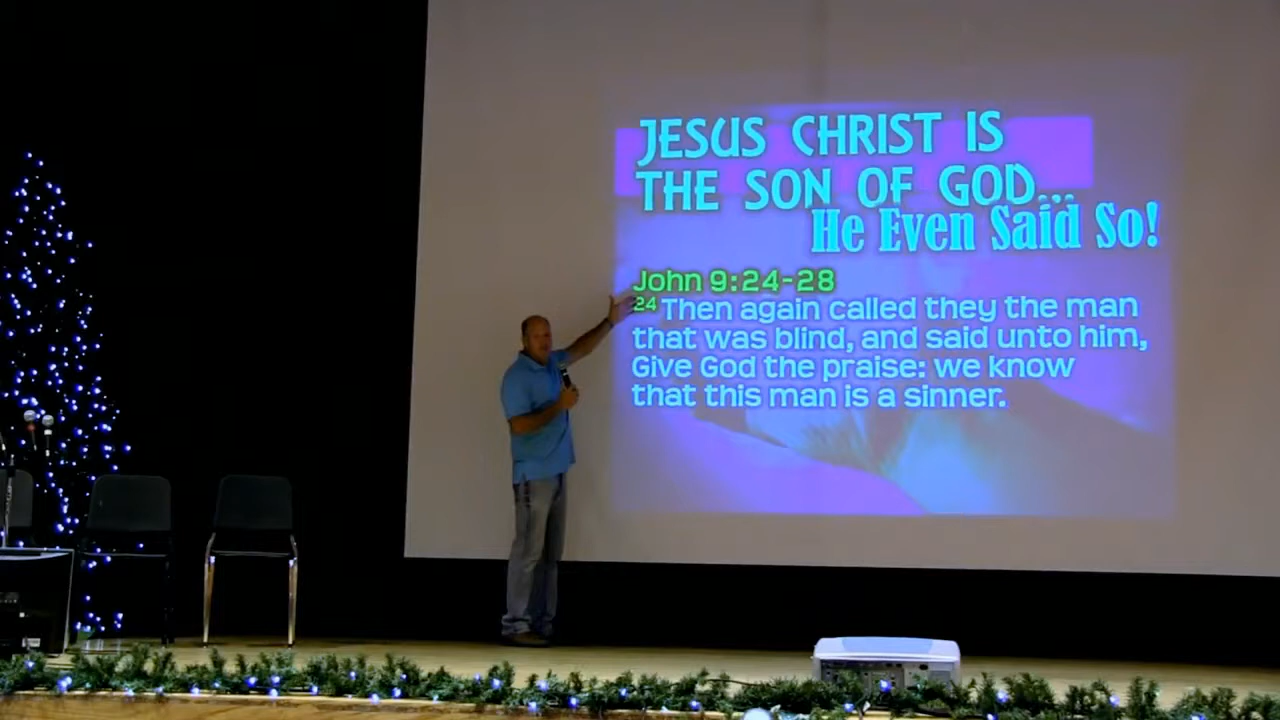 JESUS CHRIST IS
THE SON OF GOD...
He Even Said So!
John 9:24-28
24 Then again called they the man
that was blind, and said unto him,
Give God the praise: we know
that this man is a sinner.